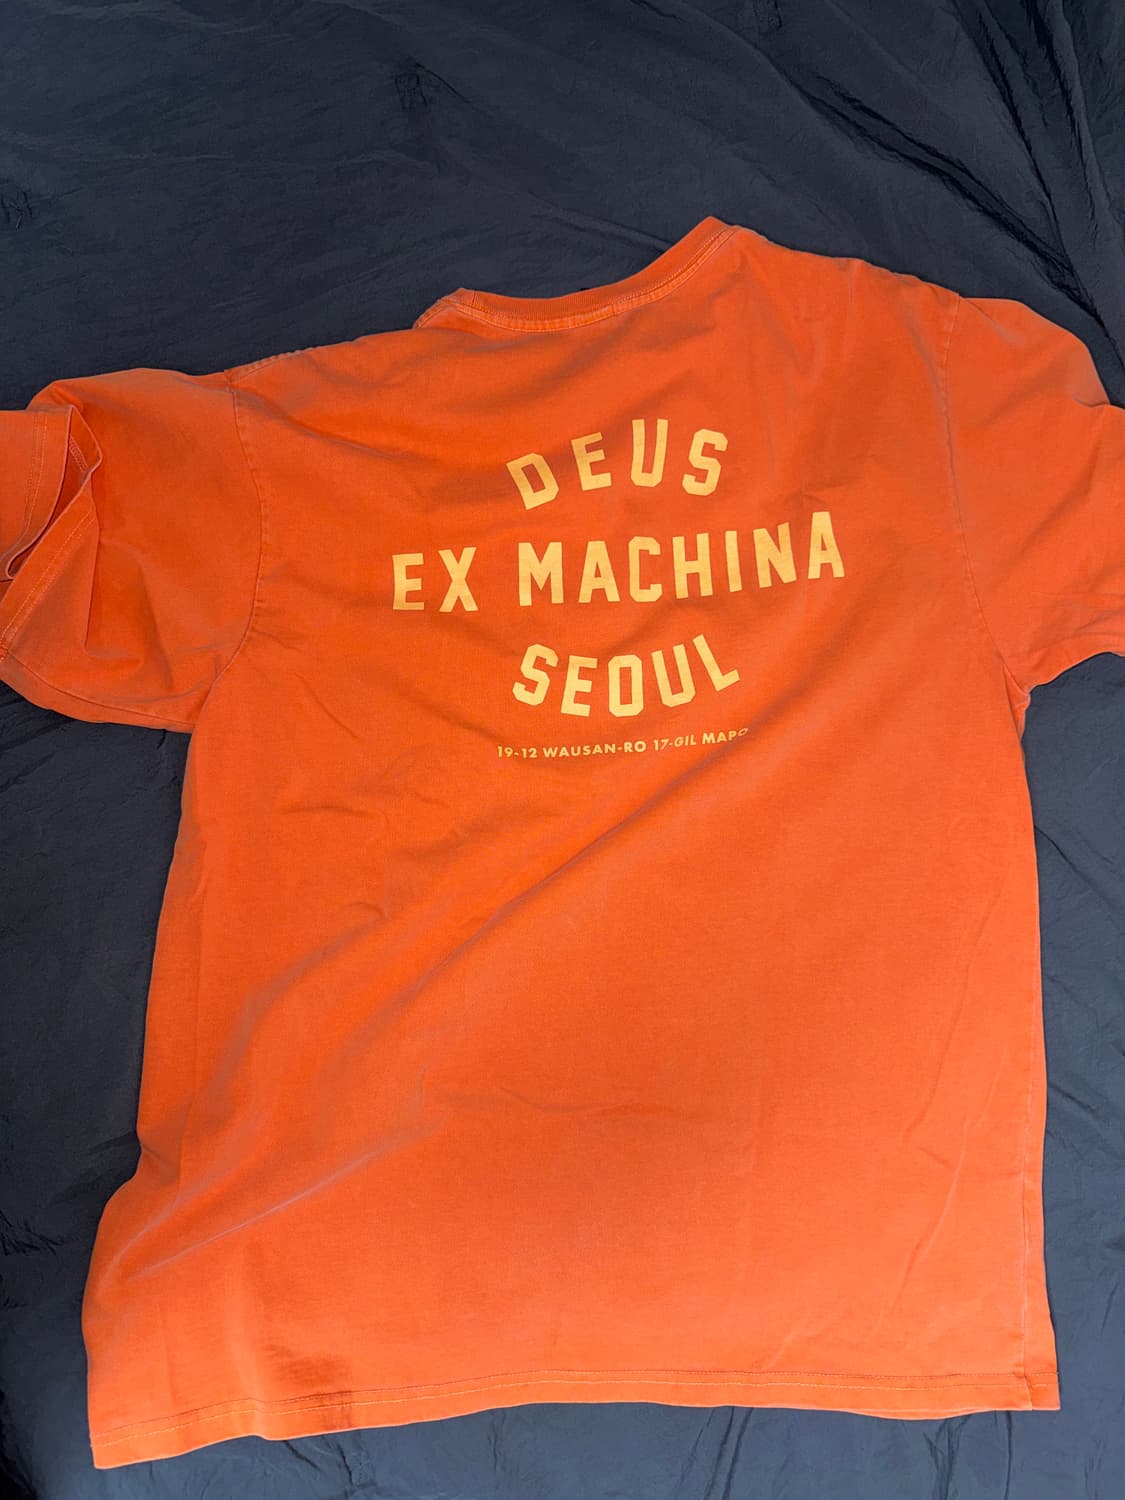 DEUS
EX MACHINA
SEOUL
19-12 WAUSAN-RO 17-GIL MAPO